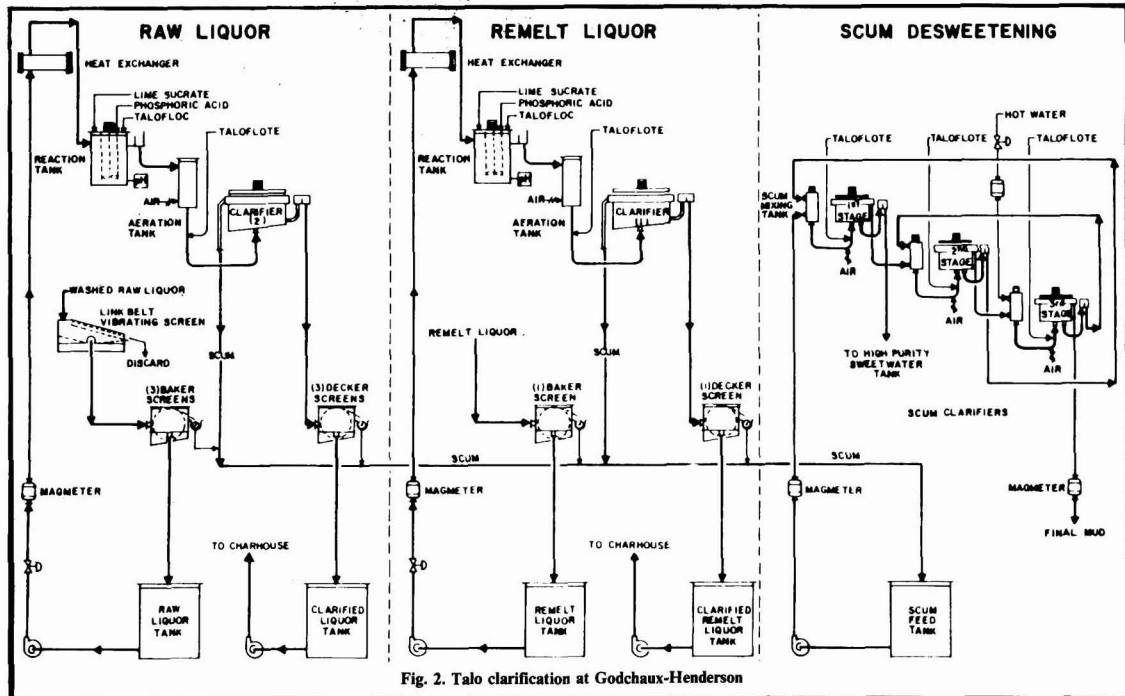 RAW LIQUOR
HEAT EXCHANGER
LIME SUCRATE
PHOSPHORIC ACID
TALOFLOC
TALOFLOTE
REACTION
TANK
pH
AIR
AERATION
TANK
CLARIFIER
(2)
WASHED RAW LIQUOR
LINK BELT
VIBRATING SCREEN
DISCARD
SCUM
(3) BAKER
SCREENS
(3) DECKER
SCREENS
MAGMETER
TO CHARHOUSE
RAW
LIQUOR
TANK
CLARIFIED
LIQUOR
TANK
REMELT LIQUOR
HEAT EXCHANGER
LIME SUCRATE
PHOSPHORIC ACID
TALOFLOC
TALOFLOTE
REACTION
TANK
pH
AIR
AERATION
TANK
CLARIFIER
REMELT LIQUOR
SCUM
(1) BAKER
SCREEN
(1) DECKER
SCREEN
SCUM
MAGMETER
TO CHARHOUSE
REMELT
LIQUOR
TANK
CLARIFIED
REMELT
LIQUOR
TANK
SCUM DESWEETENING
HOT WATER
TALOFLOTE
TALOFLOTE
TALOFLOTE
SCUM
MIXING
TANK
1st
STAGE
AIR
2nd
STAGE
AIR
3rd
STAGE
AIR
TO HIGH PURITY
SWEETWATER
TANK
SCUM CLARIFIERS
SCUM
MAGMETER
MAGMETER
FINAL MUD
SCUM
FEED
TANK
Fig. 2. Talo clarification at Godchaux-Henderson